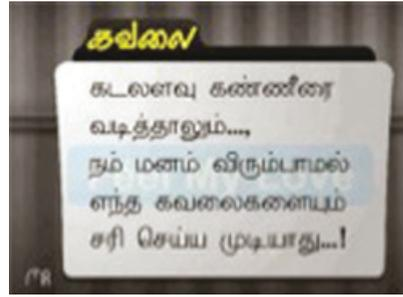 கவலை
கடலளவு கண்ணீரை
வடித்தாலும்...,
நம் மனம் விரும்பாமல்
எந்த கவலைகளையும்
சரி செய்ய முடியாது...!